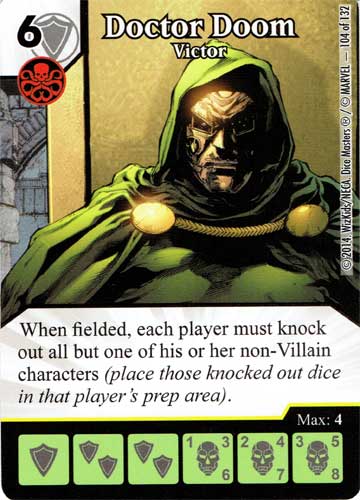 6
Doctor Doom
Victor
© 2014. WizKids/NECA. Dice Masters ® / © MARVEL — 104 of 132
When fielded, each player must knock
out all but one of his or her non-Villain
characters (place those knocked out dice
in that player's prep area).
Max: 4
1 3 6
2 4 7
3 5 8